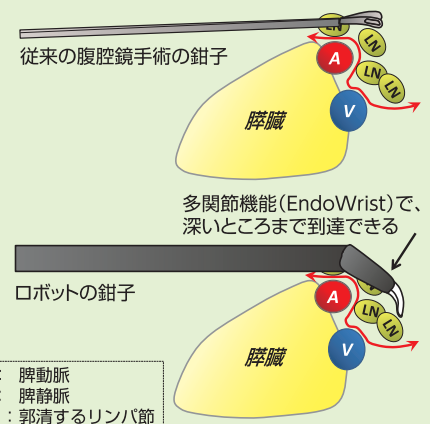 LN
LN
従来の腹腔鏡手術の鉗子
A
LN
LN
V
膵臓
多関節機能(EndoWrist)で、
深いところまで到達できる
ロボットの鉗子
A
LN
LN
V
膵臓
: 脾動脈
: 脾静脈
: 郭清するリンパ節